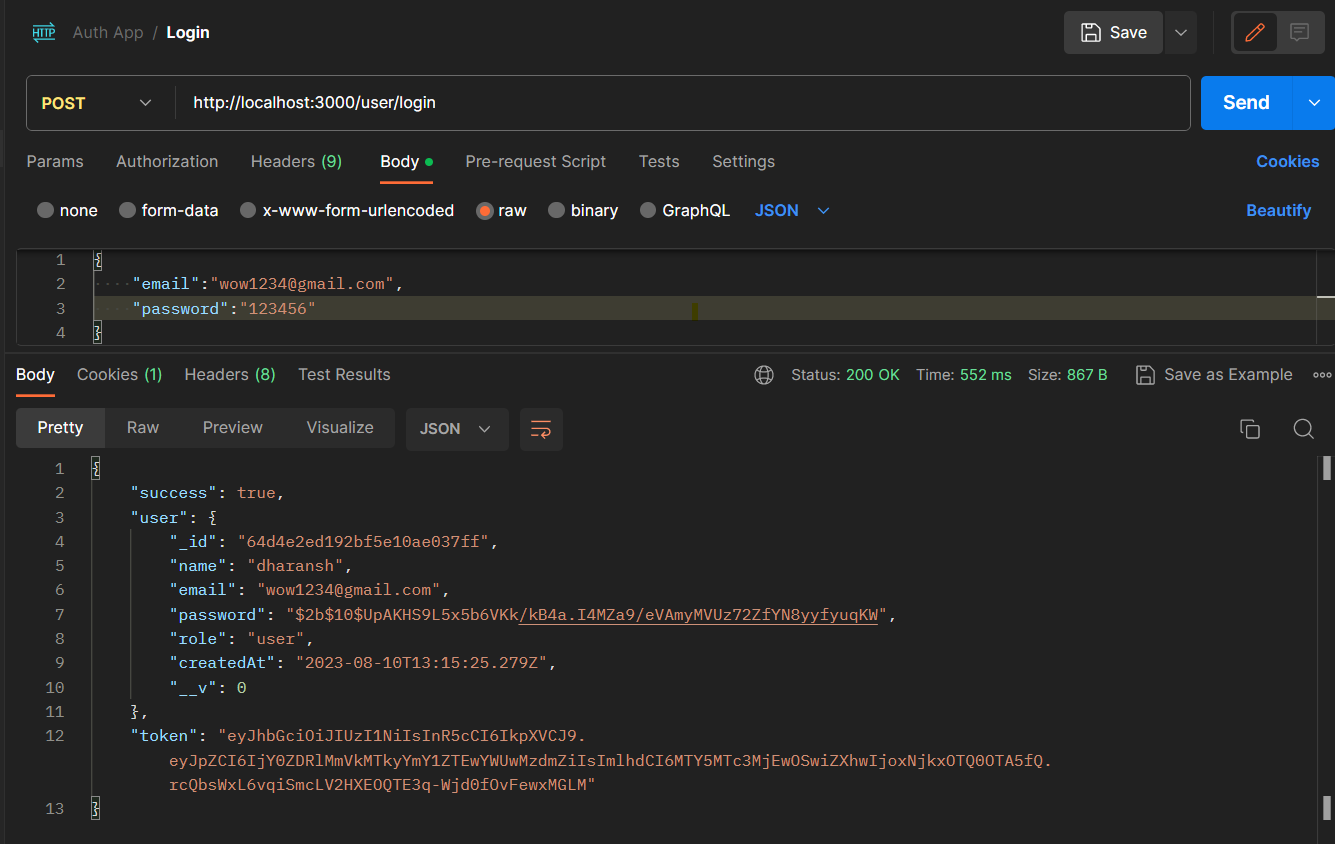 HTTP Auth App / Login
Save
POST http://localhost:3000/user/login Send
Params Authorization Headers (9) Body Pre-request Script Tests Settings Cookies
none form-data x-www-form-urlencoded raw binary GraphQL JSON Beautify
1 {
2 "email":"wow1234@gmail.com",
3 "password":"123456"
4 }
Body Cookies (1) Headers (8) Test Results Status: 200 OK Time: 552 ms Size: 867 B Save as Example
Pretty Raw Preview Visualize JSON
1 {
2 "success": true,
3 "user": {
4 "_id": "64d4e2ed192bf5e10ae037ff",
5 "name": "dharansh",
6 "email": "wow1234@gmail.com",
7 "password": "$2b$10$UpAKHS9L5x5b6VKk/kB4a.I4MZa9/eVAmyMVUz72ZfYN8yyfyuqKW",
8 "role": "user",
9 "createdAt": "2023-08-10T13:15:25.279Z",
10 "__v": 0
11 },
12 "token": "eyJhbGciOiJIUzI1NiIsInR5cCI6IkpXVCJ9.
eyJpZCI6IjY0ZDRlMmVkMTkyYmY1ZTEwYWUwMzdmZiIsImlhdCI6MTY5MTc3MjEwOSwiZXhwIjoxNjkxOTQ0OTA5fQ.
rcQbsWxL6vqiSmcLV2HXEOQTE3q-Wjd0fOvFewxMGLM"
13 }